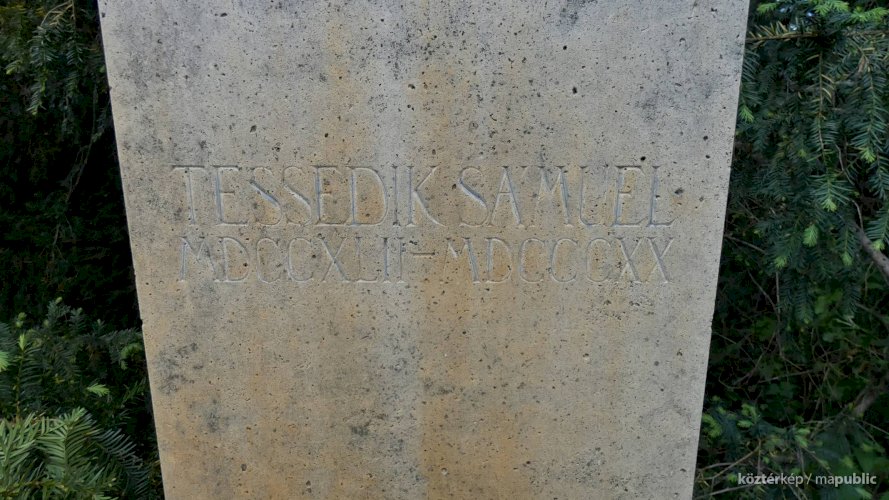 TESSEDIK SÁMUEL
MDCCXLII-MDCCCXX
köztérkép / mapublic